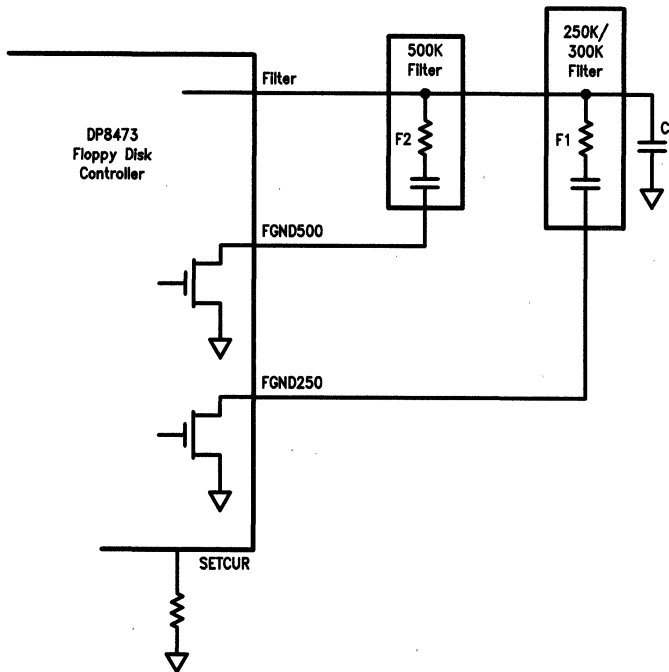 500K
Filter
250K/
300K
Filter
Filter
DP8473
Floppy Disk
Controller
F2
F1
C
FGND500
FGND250
SETCUR